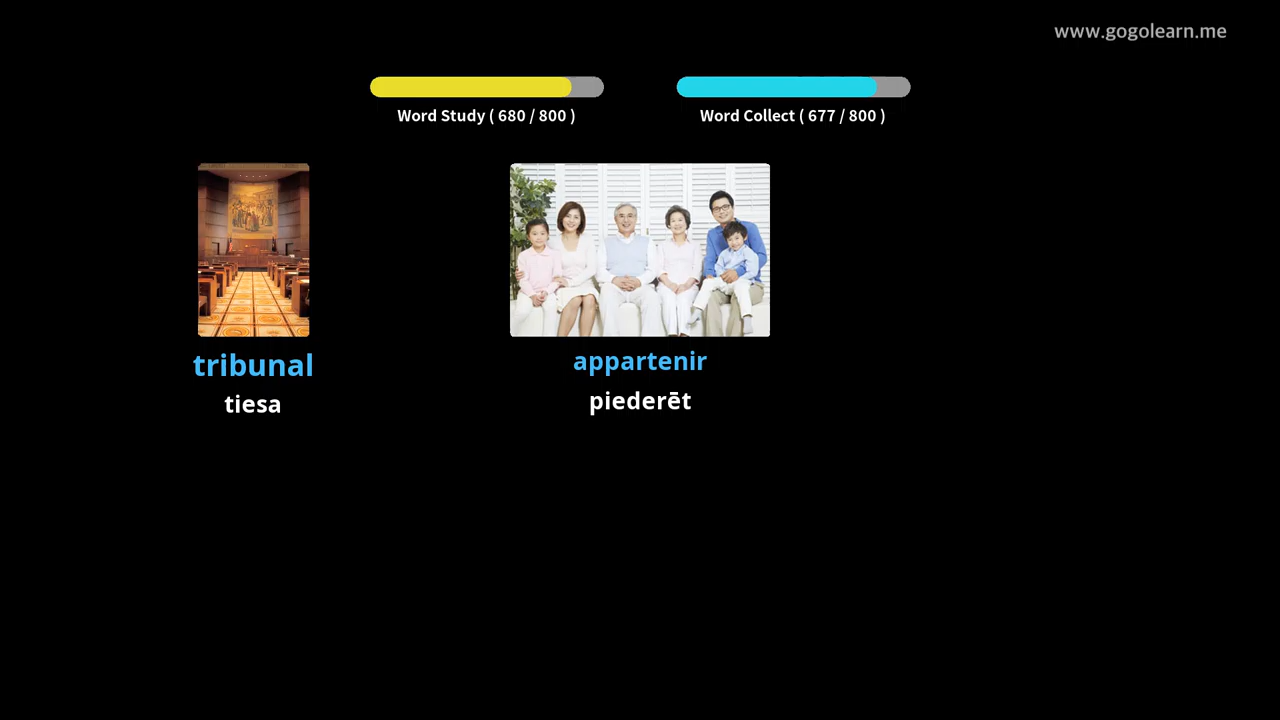 www.gogolearn.me
Word Study ( 680 / 800 )
Word Collect ( 677 / 800 )
tribunal
tiesa
appartenir
piederēt